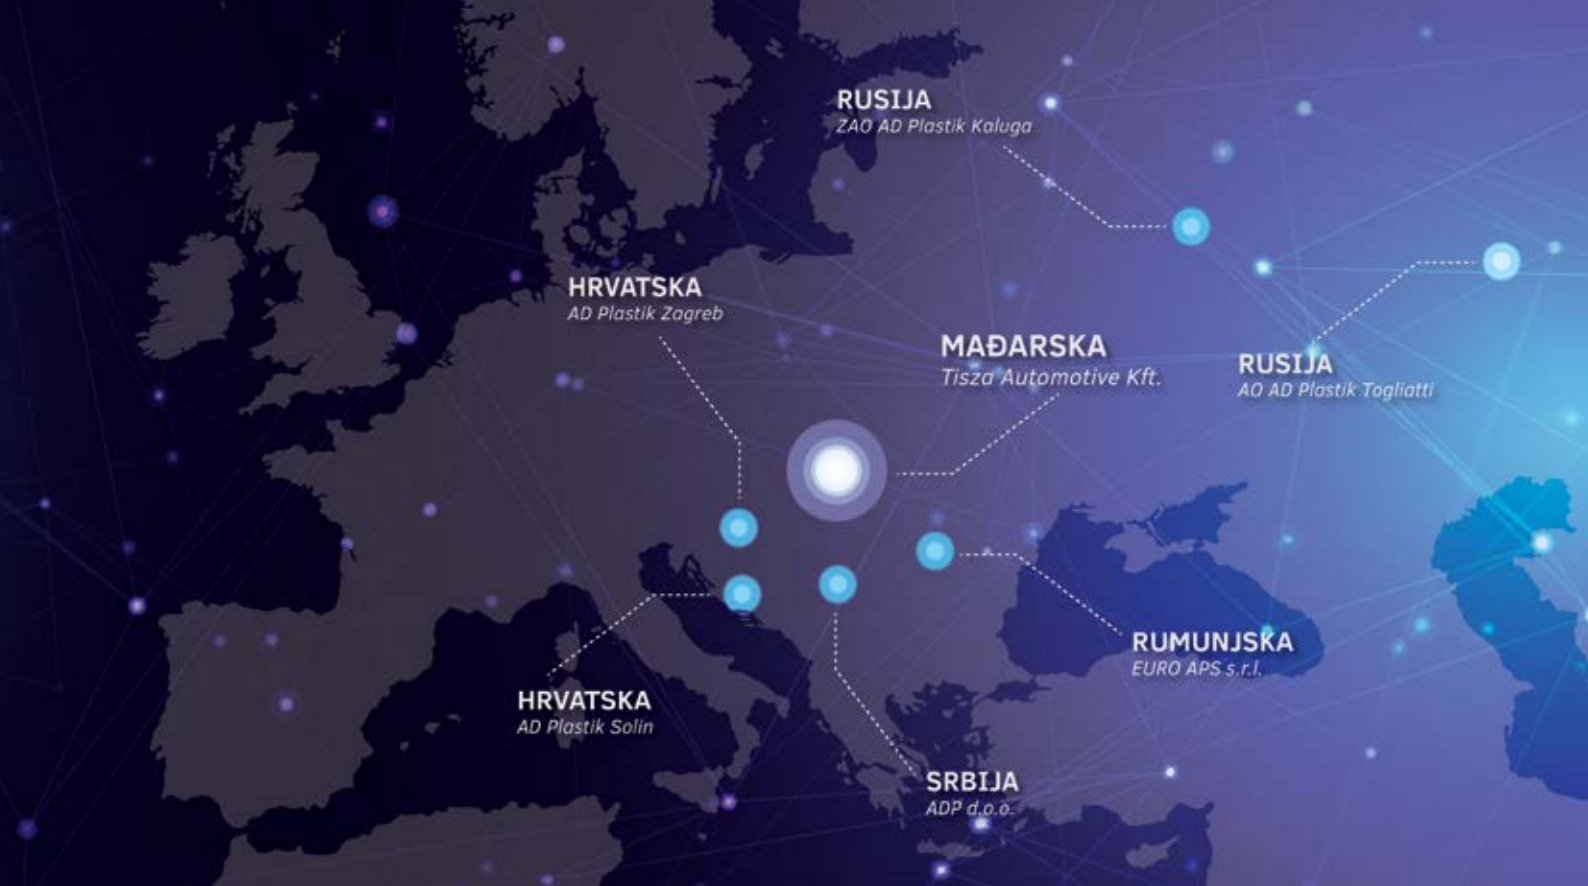 RUSIJA
ZAO AD Plastik Kaluga
HRVATSKA
AD Plastik Zagreb
MAĐARSKA
Tisza Automotive Kft.
RUSIJA
AO AD Plastik Togliatti
RUMUNJSKA
EURO APS s.r.l.
HRVATSKA
AD Plastik Solin
SRBIJA
ADP d.o.o.